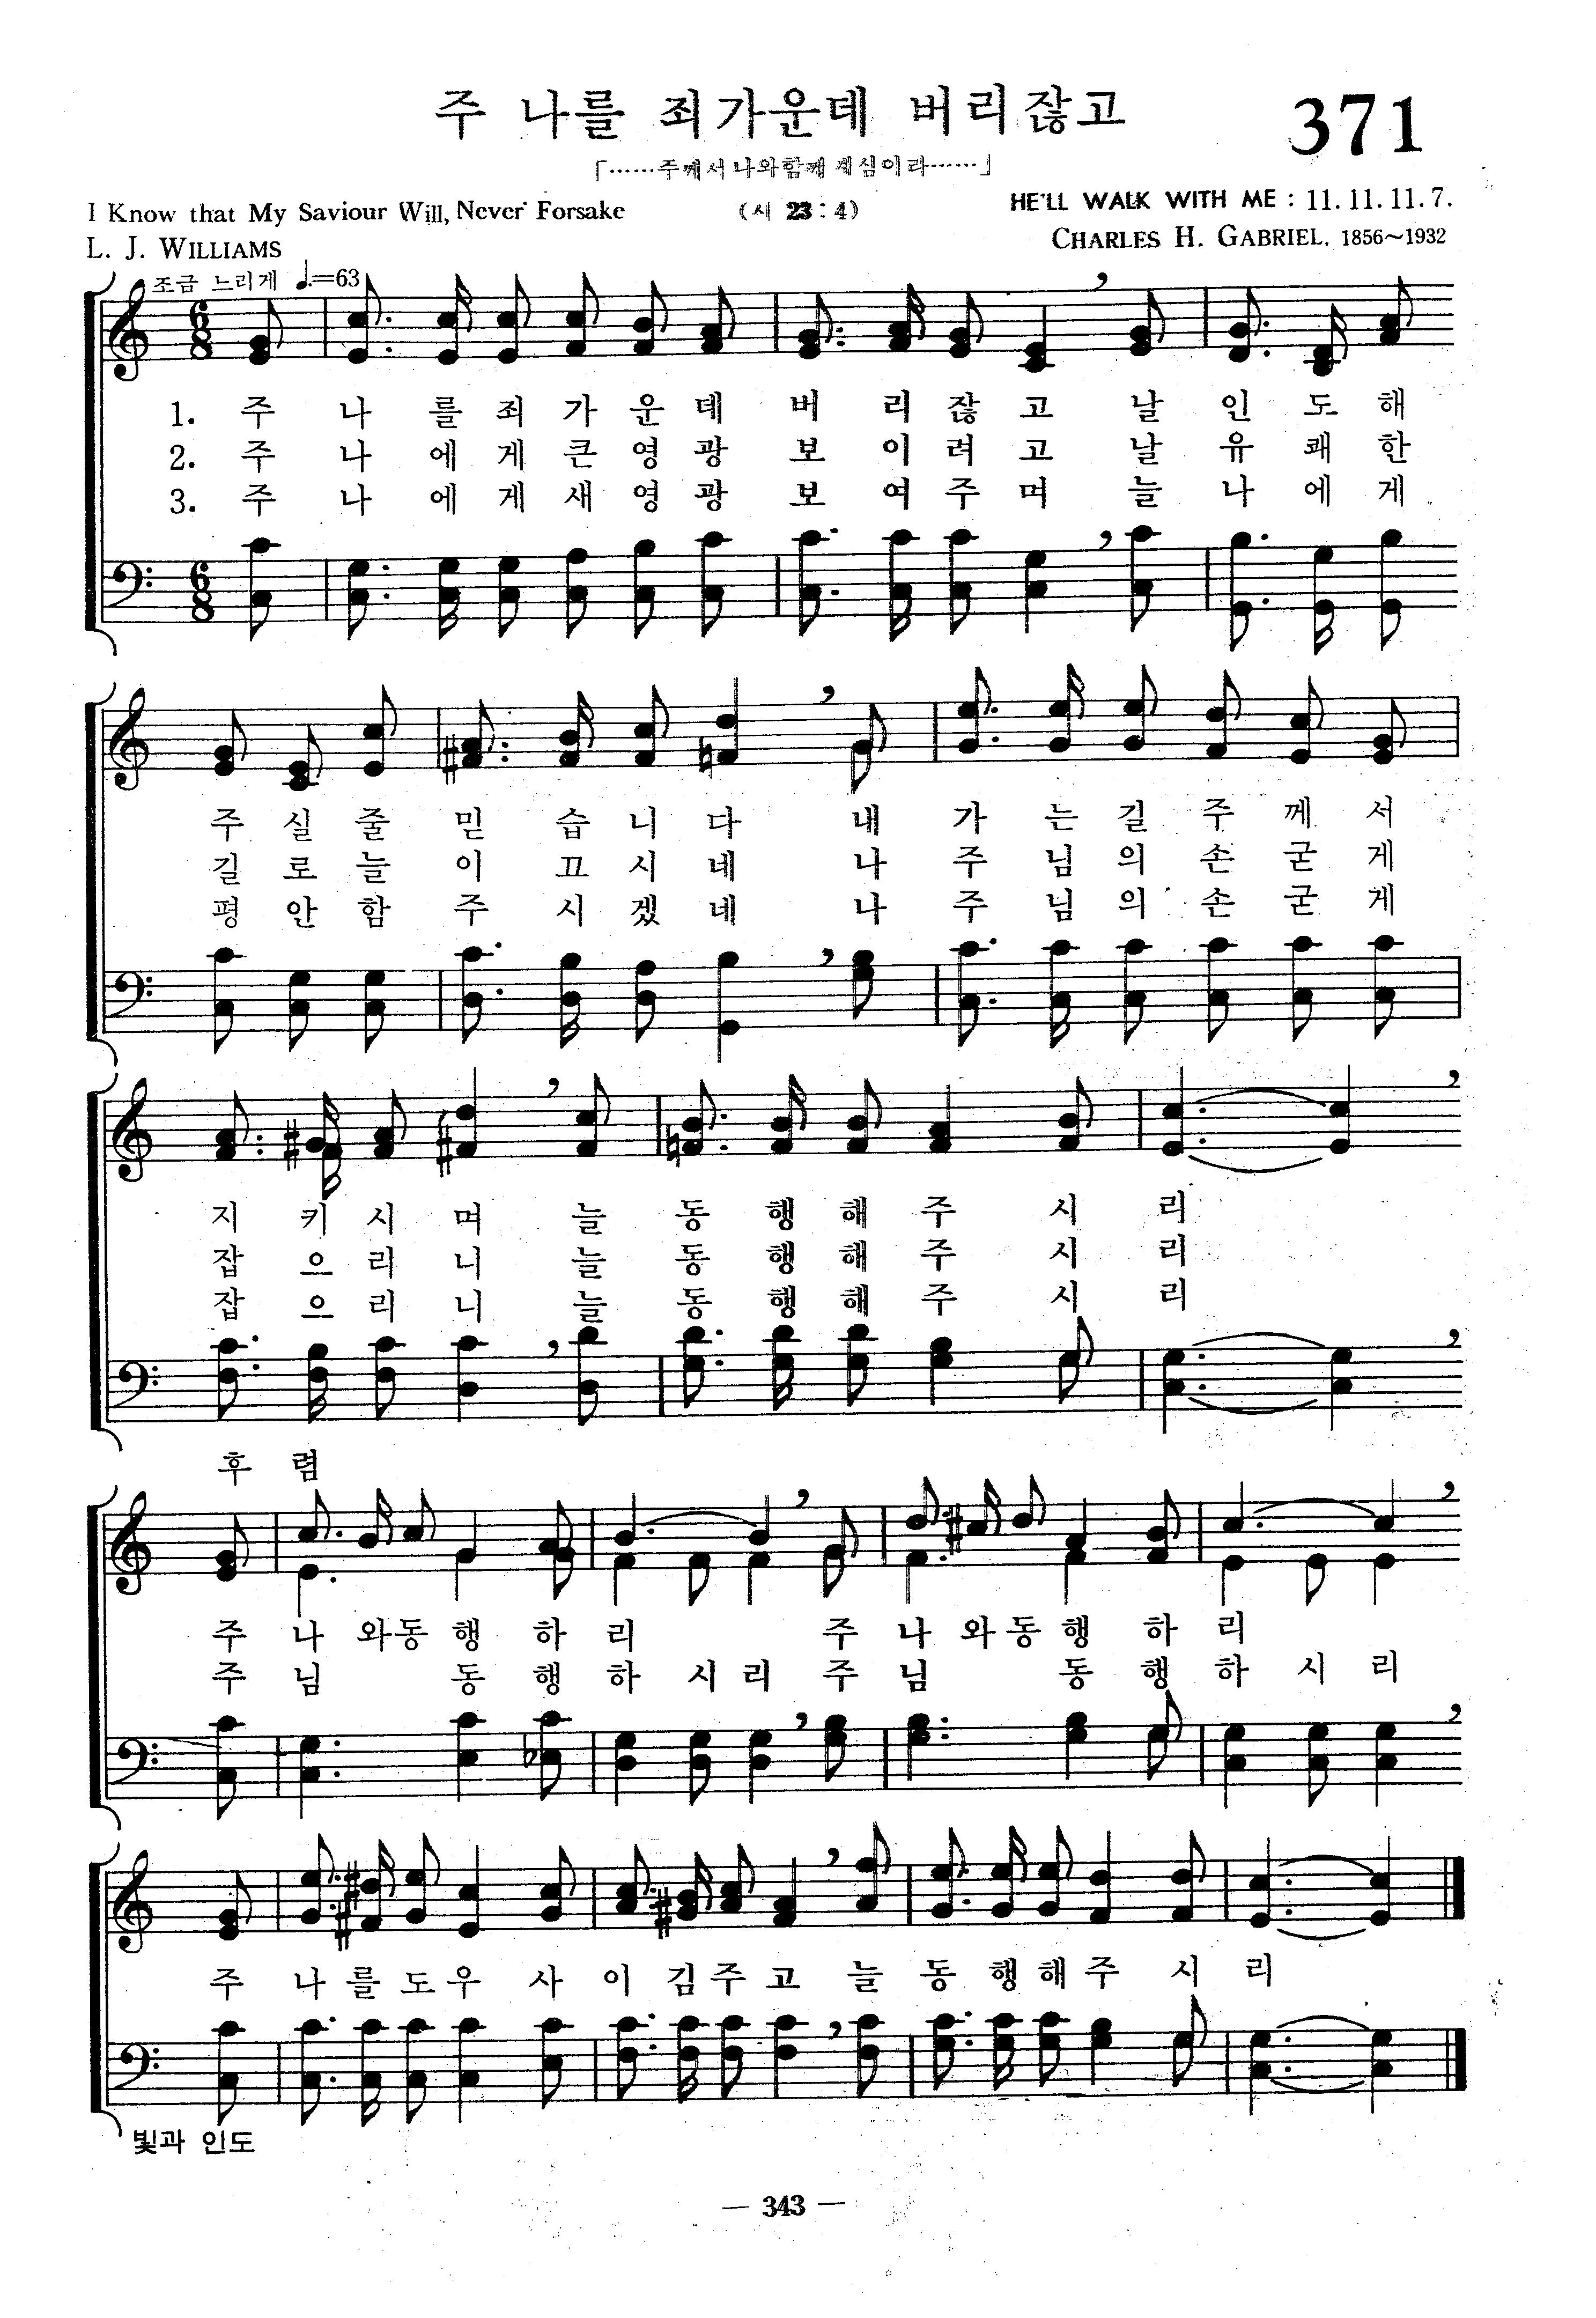 주 나를 죄가운데 버리잖고
371
「……주께서 나와함께 계심이라……」
I Know that My Saviour Will, Never Forsake
(시 23 : 4)
HE'LL WALK WITH ME : 11. 11. 11. 7.
L. J. WILLIAMS
CHARLES H. GABRIEL, 1856~1932
조금 느리게 ♩.=63
1. 주 나 를 죄 가 운 데 버 리 잖 고 날 인 도 해
2. 주 나 에 게 큰 영 광 보 이 려 고 날 유 쾌 한
3. 주 나 에 게 새 영 광 보 여 주 며 늘 나 에 게
주 실 줄 믿 습 니 다 내 가 는 길 주 께 서
길 로 늘 이 끄 시 네 나 주 님 의 손 굳 게
평 안 함 주 시 겠 네 나 주 님 의 손 굳 게
지 키 시 며 늘 동 행 해 주 시 리
잡 으 리 니 늘 동 행 해 주 시 리
잡 으 리 니 늘 동 행 해 주 시 리
후 렴
주 나 와 동 행 하 리 주 나 와 동 행 하 리
주 님 동 행 하 시 리 주 님 동 행 하 시 리
주 나 를 도 우 사 이 김 주 고 늘 동 행 해 주 시 리
빛과 인도
— 343 —